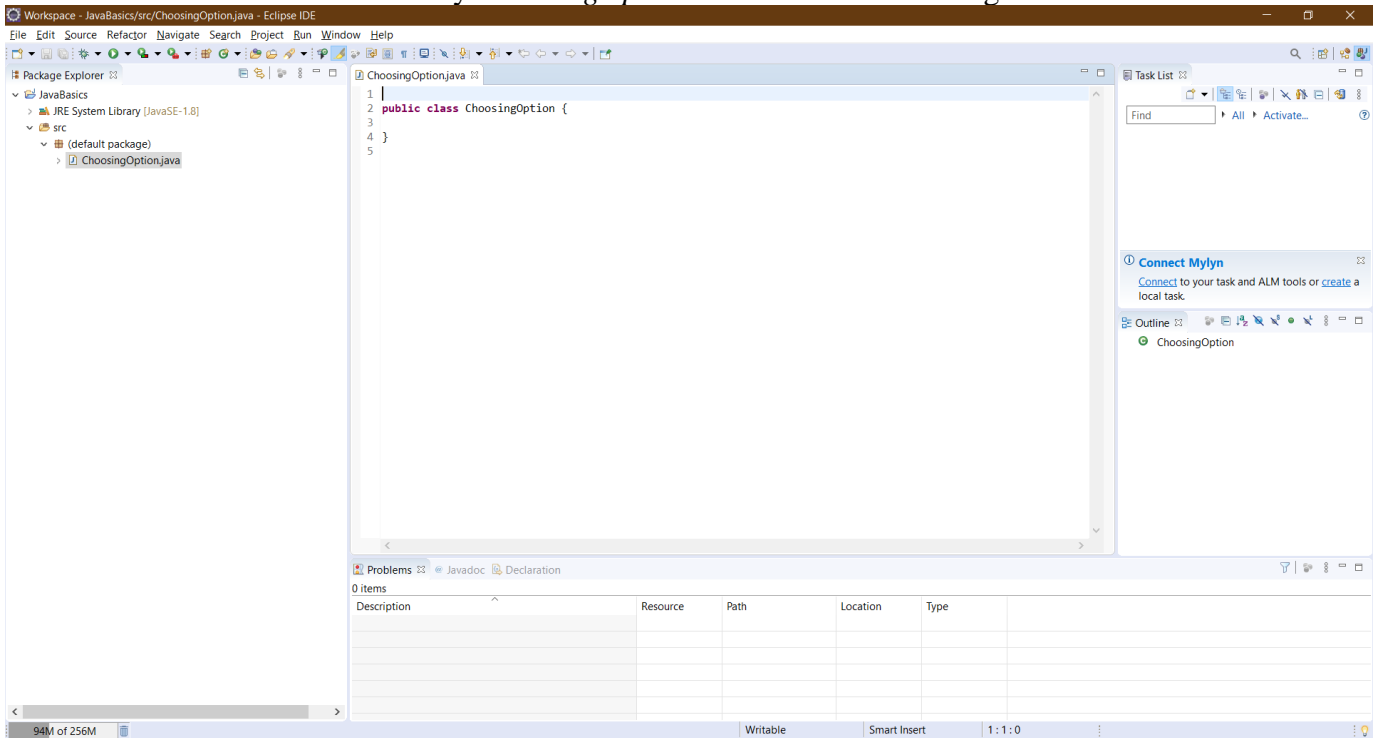 Workspace - JavaBasics/src/ChoosingOption.java - Eclipse IDE
File Edit Source Refactor Navigate Search Project Run Window Help
Package Explorer
JavaBasics
JRE System Library [JavaSE-1.8]
src
(default package)
ChoosingOption.java
ChoosingOption.java
1
2 public class ChoosingOption {
3
4 }
5
Task List
Find All Activate...
Connect Mylyn
Connect to your task and ALM tools or create a
local task.
Outline
ChoosingOption
Problems Javadoc Declaration
0 items
Description Resource Path Location Type
94M of 256M Writable Smart Insert 1:1:0